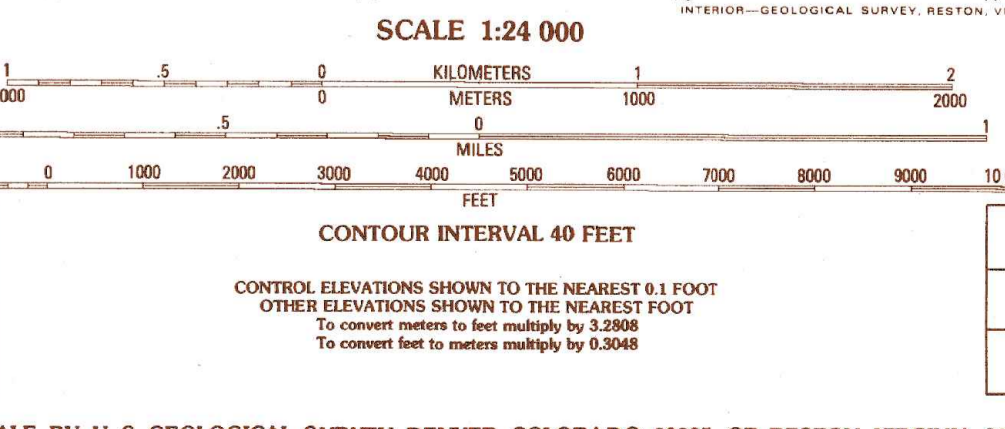 INTERIOR—GEOLOGICAL SURVEY, RESTON,
SCALE 1:24 000
1 .5 0 KILOMETERS 1 2
000 0 METERS 1000 2000
.5 0 1
MILES
0 1000 2000 3000 4000 5000 6000 7000 8000 9000 10
FEET
CONTOUR INTERVAL 40 FEET
CONTROL ELEVATIONS SHOWN TO THE NEAREST 0.1 FOOT
OTHER ELEVATIONS SHOWN TO THE NEAREST FOOT
To convert meters to feet multiply by 3.2808
To convert feet to meters multiply by 0.3048